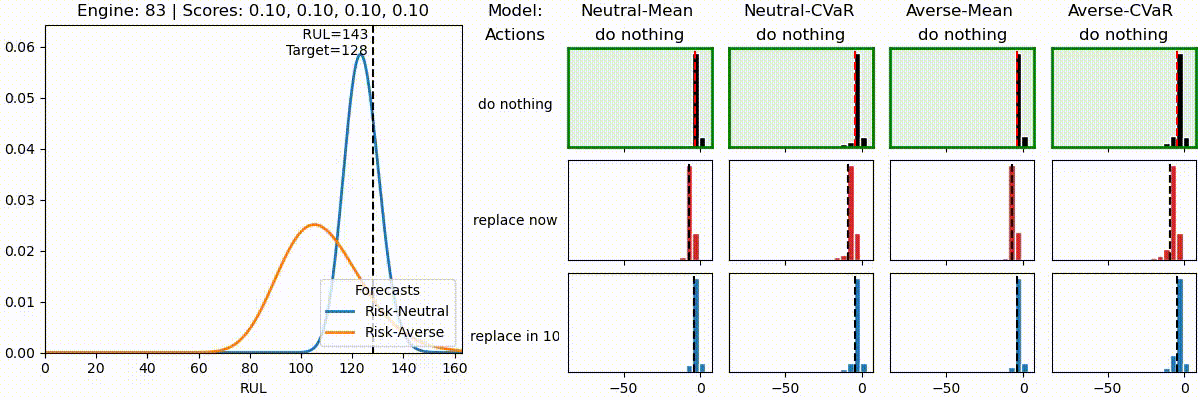 Engine: 83 | Scores: 0.10, 0.10, 0.10, 0.10
RUL=143
Target=128
0.06
0.05
0.04
0.03
0.02
0.01
0.00
0 20 40 60 80 100 120 140 160
RUL
Forecasts
Risk-Neutral
Risk-Averse
Model: Neutral-Mean Neutral-CVaR Averse-Mean Averse-CVaR
Actions do nothing do nothing do nothing do nothing
do nothing
replace now
replace in 10
−50 0 −50 0 −50 0 −50 0